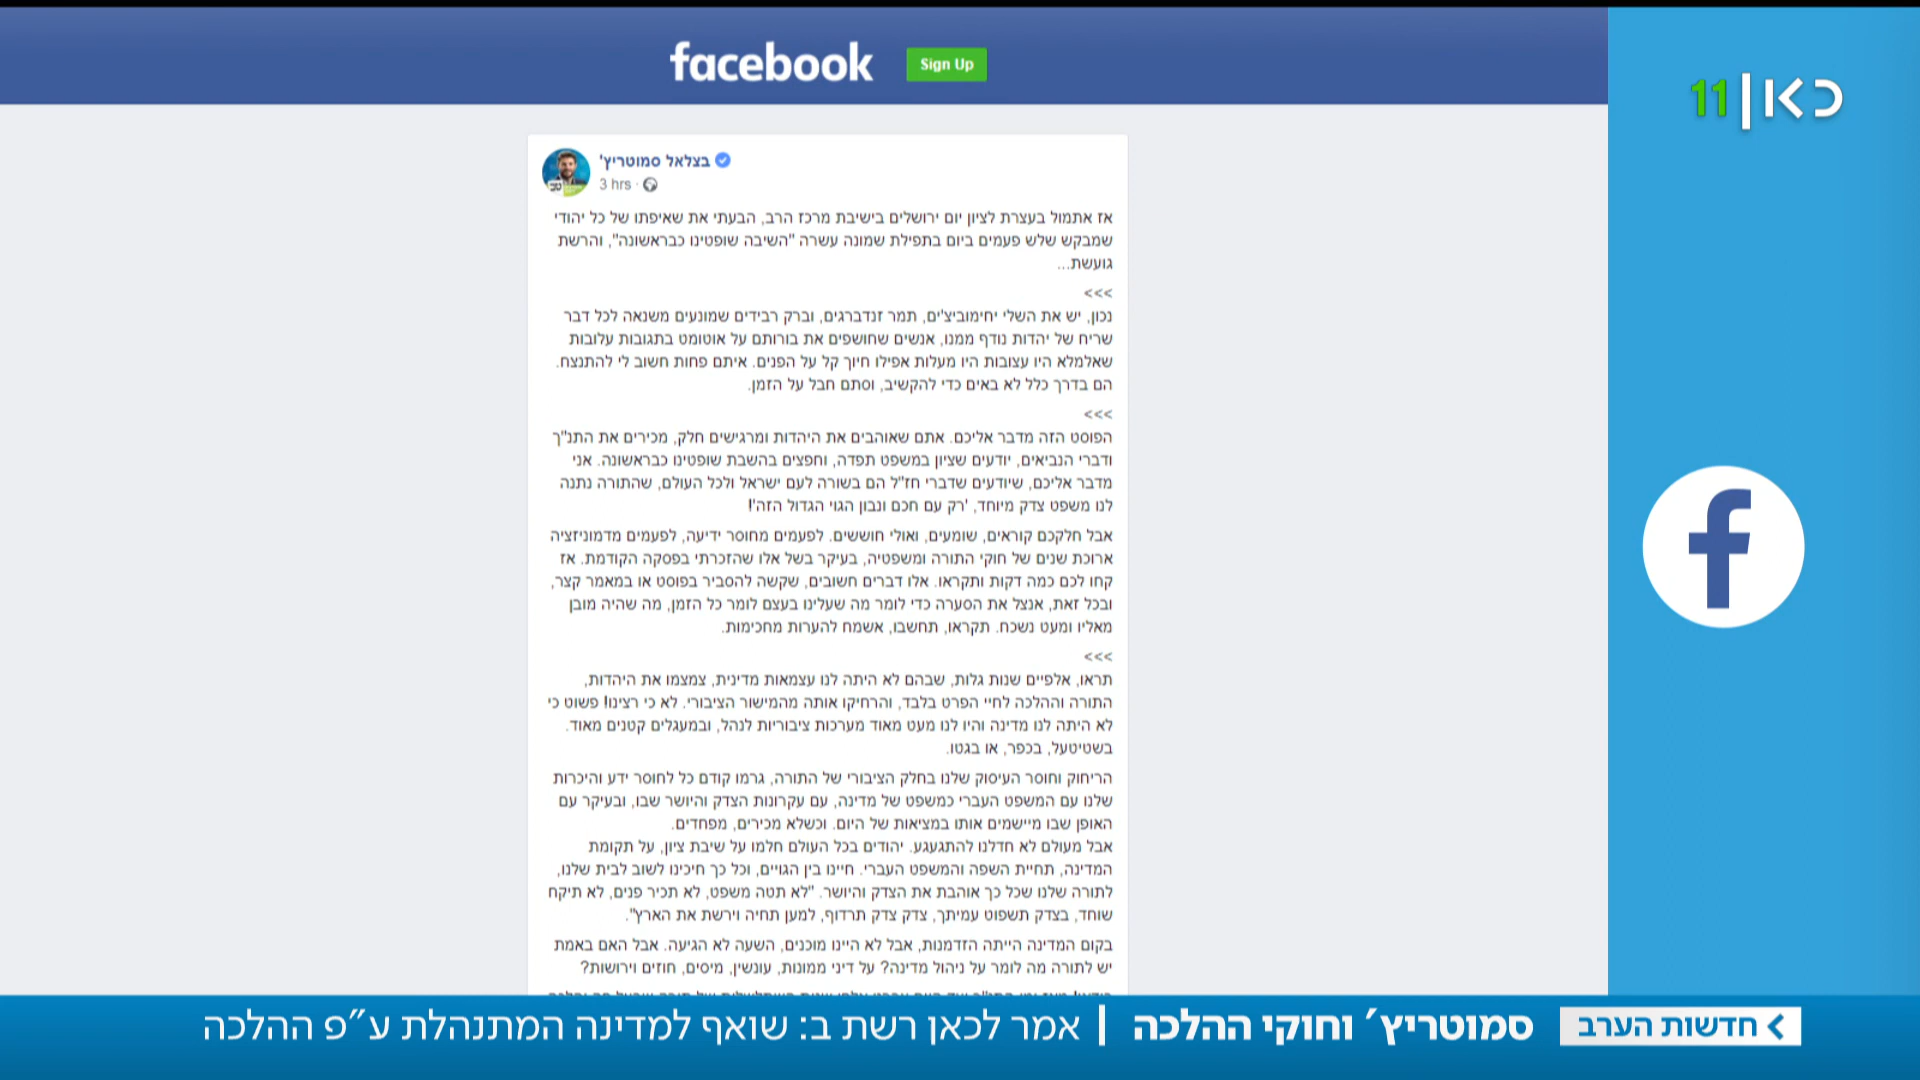 facebook
Sign Up
כאן|11
בצלאל סמוטריץ'
3 hrs ·
אז אתמול בעצרת לציון יום ירושלים בישיבת מרכז הרב, הבעתי את שאיפתו של כל יהודי
שמבקש שלש פעמים ביום בתפילת שמונה עשרה "השיבה שופטינו כבראשונה", והרשת
גועשת...
>>>
נכון, יש את השלי יחימוביצ'ים, תמר זנדברגים, וברק רבידים שמונעים משנאה לכל דבר
שריח של יהדות נודף ממנו, אנשים שחושפים את בורותם על אוטומט בתגובות עלובות
שאלמלא היו עצובות היו מעלות אפילו חיוך קל על הפנים. איתם פחות חשוב לי להתנצח.
הם בדרך כלל לא באים כדי להקשיב, וסתם חבל על הזמן.
>>>
הפוסט הזה מדבר אליכם. אתם שאוהבים את היהדות ומרגישים חלק, מכירים את התנ"ך
ודברי הנביאים, יודעים שציון במשפט תפדה, וחפצים בהשבת שופטינו כבראשונה. אני
מדבר אליכם, שיודעים שדברי חז"ל הם בשורה לעם ישראל ולכל העולם, שהתורה נתנה
לנו משפט צדק מיוחד, 'רק עם חכם ונבון הגוי הגדול הזה'!
אבל חלקכם קוראים, שומעים, ואולי חוששים. לפעמים מחוסר ידיעה, לפעמים מדמוניזציה
ארוכת שנים של חוקי התורה ומשפטיה, בעיקר בשל אלו שהזכרתי בפסקה הקודמת. אז
קחו לכם כמה דקות ותקראו. אלו דברים חשובים, שקשה להסביר בפוסט או במאמר קצר,
ובכל זאת, אנצל את הסערה כדי לומר מה שעלינו בעצם לומר כל הזמן, מה שהיה מובן
מאליו ומעט נשכח. תקראו, תחשבו, אשמח להערות מחכימות.
>>>
תראו, אלפיים שנות גלות, שבהם לא היתה לנו עצמאות מדינית, צמצמו את היהדות,
התורה וההלכה לחיי הפרט בלבד, והרחיקו אותה מהמישור הציבורי. לא כי רצינו! פשוט כי
לא היתה לנו מדינה והיו לנו מעט מאוד מערכות ציבוריות לנהל, ובמעגלים קטנים מאוד.
בשטיטעל, בכפר, או בגטו.
הריחוק וחוסר העיסוק שלנו בחלק הציבורי של התורה, גרמו קודם כל לחוסר ידע והיכרות
שלנו עם המשפט העברי כמשפט של מדינה, עם עקרונות הצדק והיושר שבו, ובעיקר עם
האופן שבו מיישמים אותו במציאות של היום. וכשלא מכירים, מפחדים.
אבל מעולם לא חדלנו להתגעגע. יהודים בכל העולם חלמו על שיבת ציון, על תקומת
המדינה, תחיית השפה והמשפט העברי. חיינו בין הגויים, וכל כך חיכינו לשוב לבית שלנו,
לתורה שלנו שכל כך אוהבת את הצדק והיושר. "לא תטה משפט, לא תכיר פנים, לא תיקח
שוחד, בצדק תשפוט עמיתך, צדק צדק תרדוף, למען תחיה וירשת את הארץ".
בקום המדינה הייתה הזדמנות, אבל לא היינו מוכנים, השעה לא הגיעה. אבל האם באמת
יש לתורה מה לומר על ניהול מדינה? על דיני ממונות, עונשין, מיסים, חוזים וירושות?
חדשות הערב
סמוטריץ׳ וחוקי ההלכה | אמר לכאן רשת ב: שואף למדינה המתנהלת ע״פ ההלכה